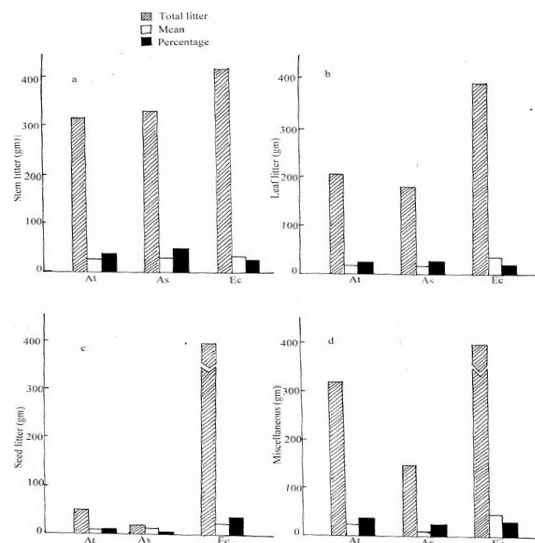 Total litter
Mean
Percentage
a
Stem litter (gm)
400
300
200
100
0
At As Ec
b
Leaf litter (gm)
400
300
200
100
0
At As Ec
c
Seed litter (gm)
400
300
200
100
0
At As Ec
d
Miscellaneous (gm)
400
300
200
100
0
At As Ec